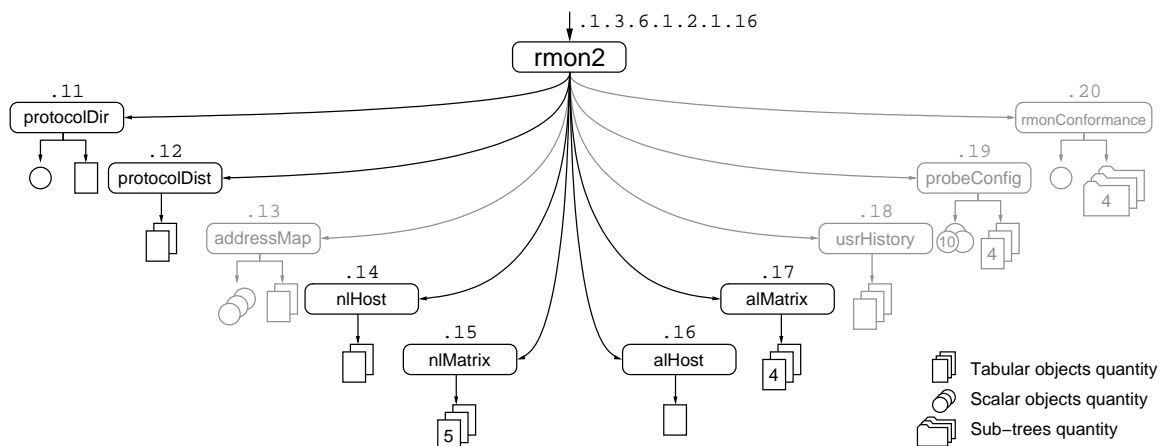 .1.3.6.1.2.1.16
rmon2
.11
protocolDir
.20
rmonConformance
.12
protocolDist
.19
probeConfig
4
.13
addressMap
.18
usrHistory
10
4
.14
nlHost
.17
alMatrix
.15
nlMatrix
.16
alHost
4
5
Tabular objects quantity
Scalar objects quantity
Sub-trees quantity